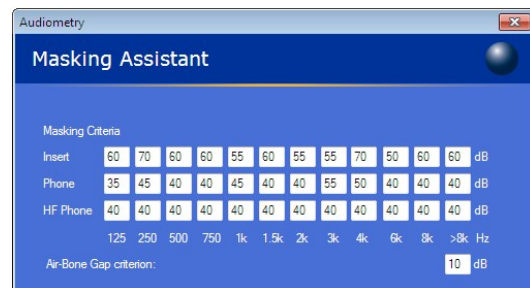 Audiometry
Masking Assistant
Masking Criteria
Insert 60 70 60 60 55 60 55 55 70 50 60 60 dB
Phone 35 45 40 40 45 40 40 55 50 40 40 40 dB
HF Phone 40 40 40 40 40 40 40 40 40 40 40 40 dB
125 250 500 750 1k 1.5k 2k 3k 4k 6k 8k >8k Hz
Air-Bone Gap criterion: 10 dB